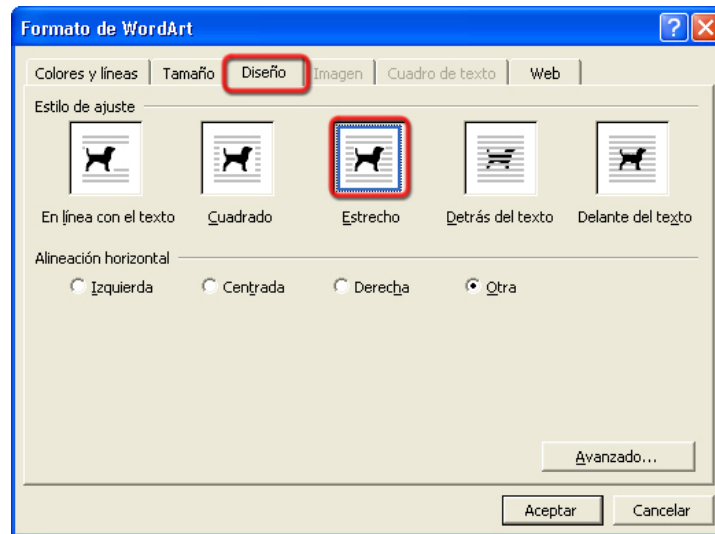 Formato de WordArt
Colores y líneas Tamaño Diseño Imagen Cuadro de texto Web
Estilo de ajuste
En línea con el texto Cuadrado Estrecho Detrás del texto Delante del texto
Alineación horizontal
Izquierda Centrada Derecha Otra
Avanzado...
Aceptar Cancelar